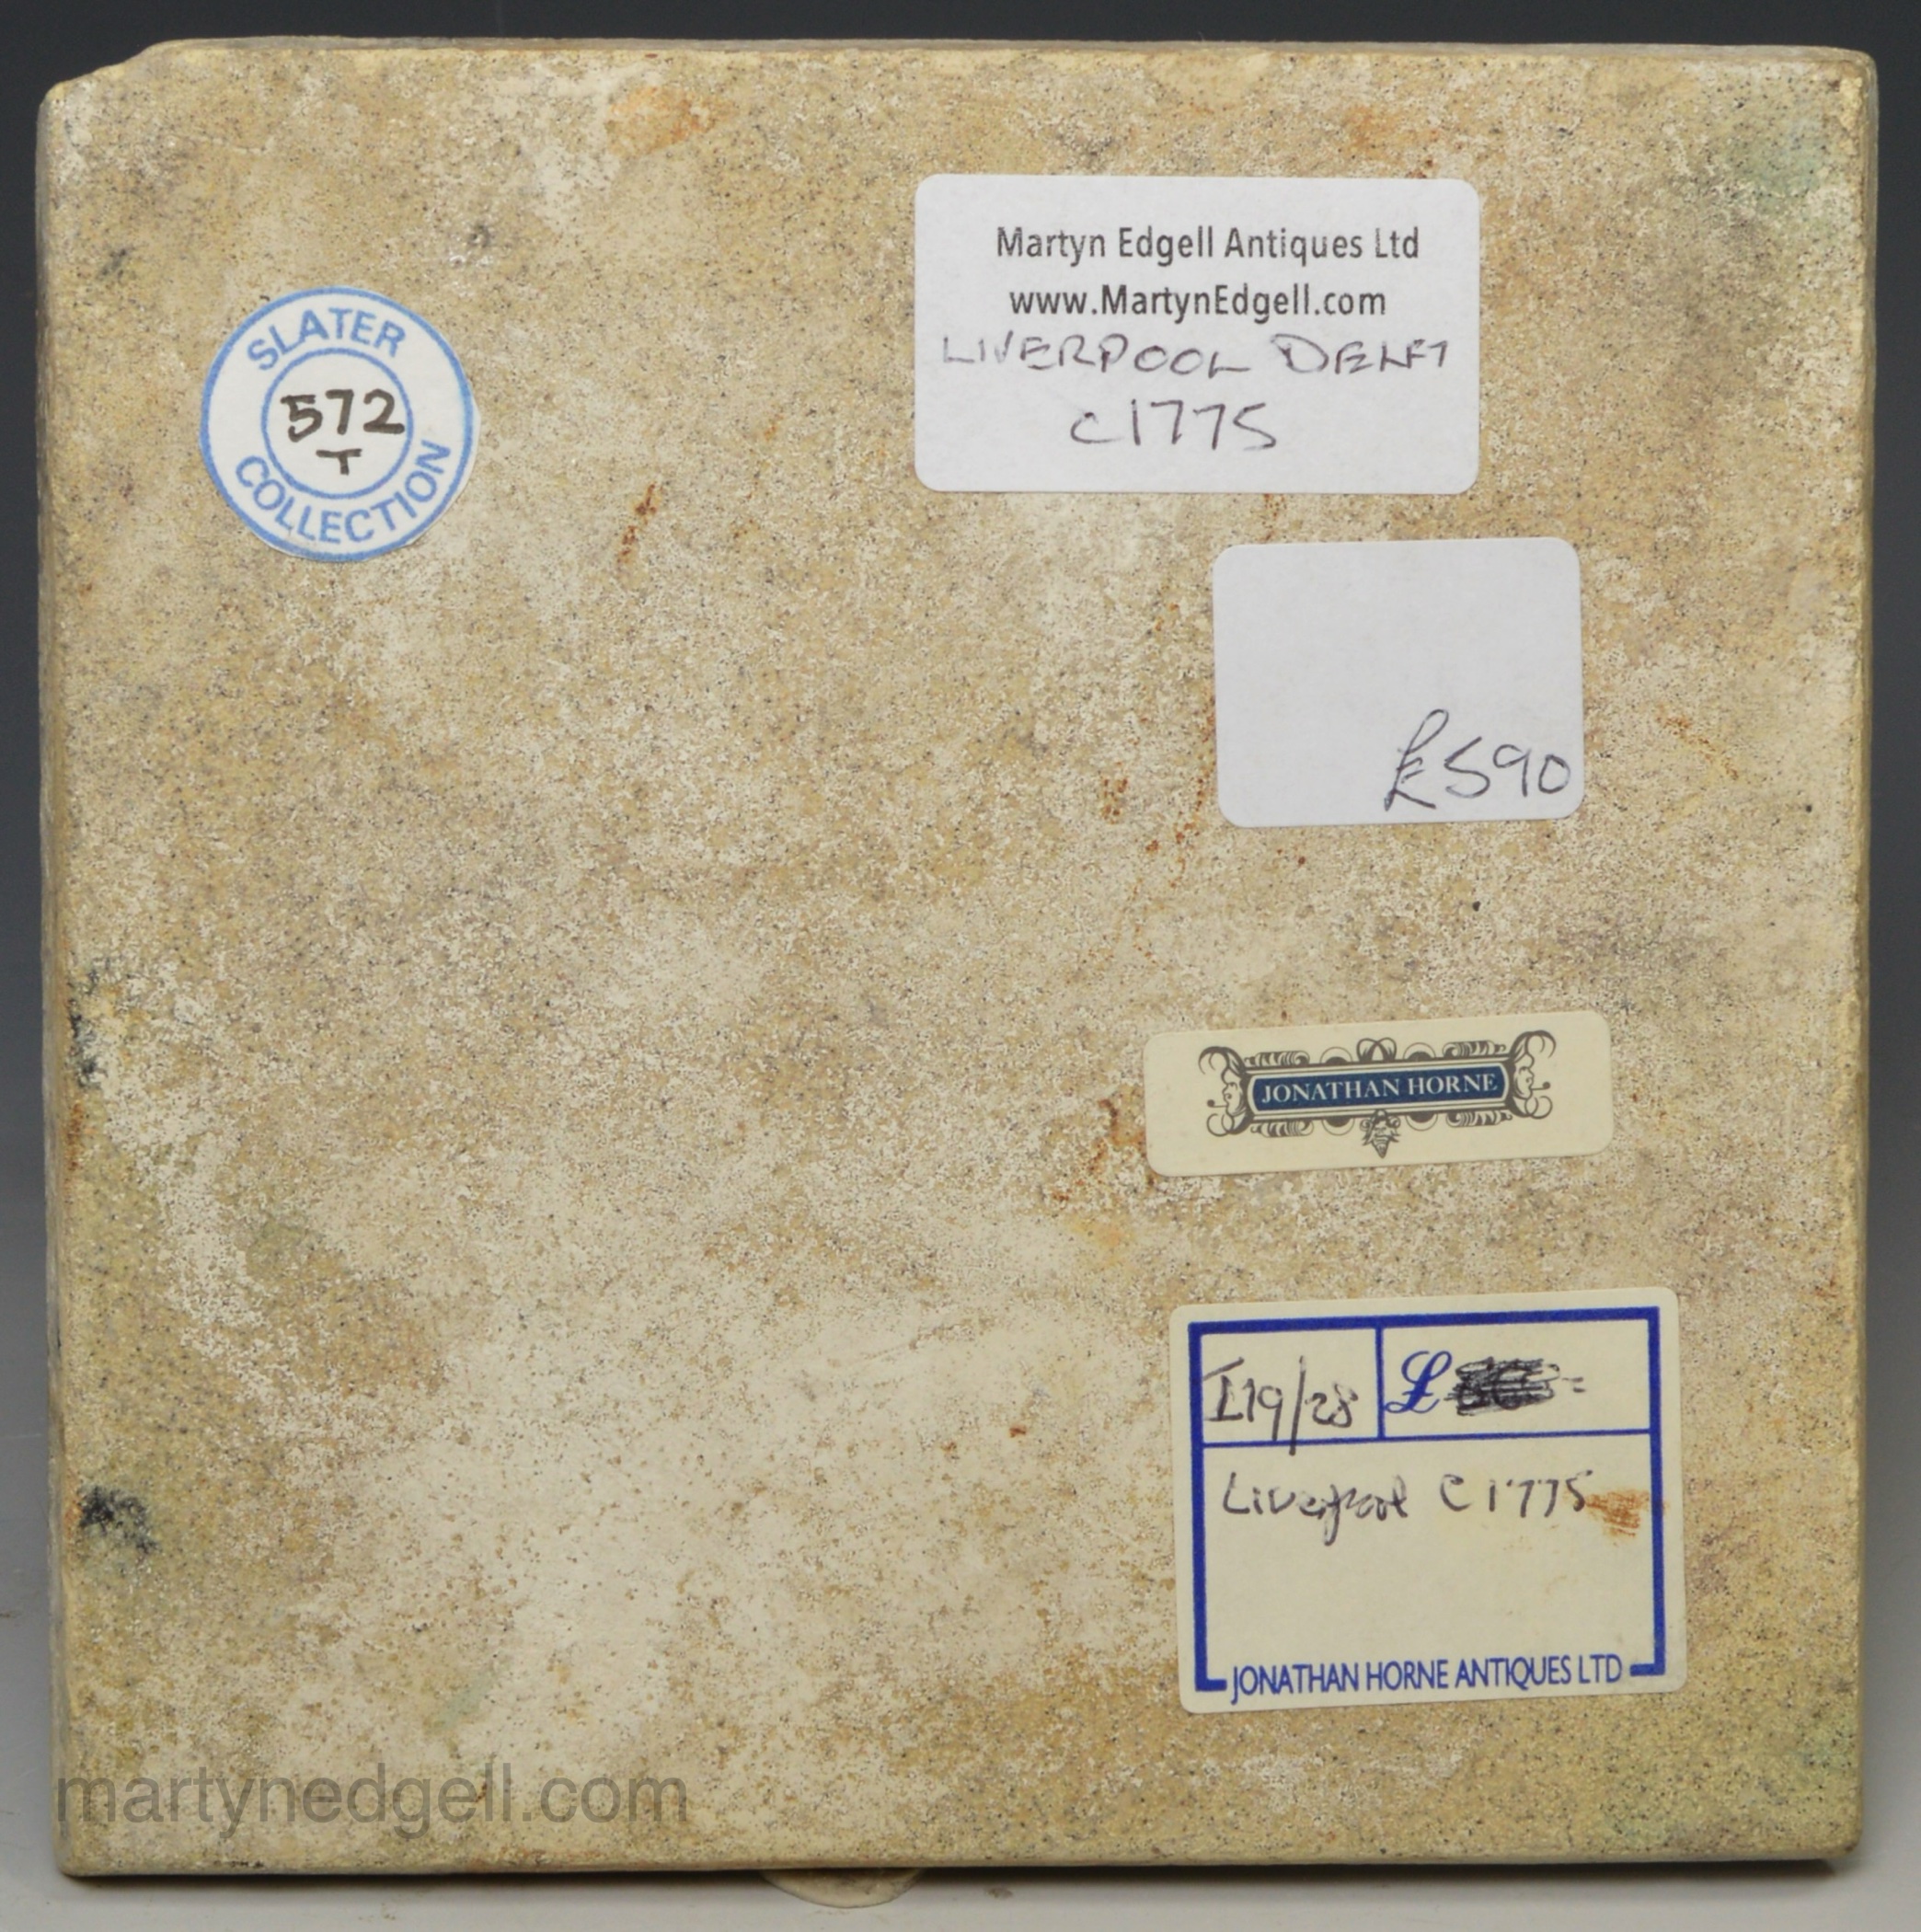 SLATER
572
T
COLLECTION
Martyn Edgell Antiques Ltd
www.MartynEdgell.com
LIVERPOOL DELFT
c1775
£590
JONATHAN HORNE
I19/28 £
Liverpool C1775
JONATHAN HORNE ANTIQUES LTD
martynedgell.com